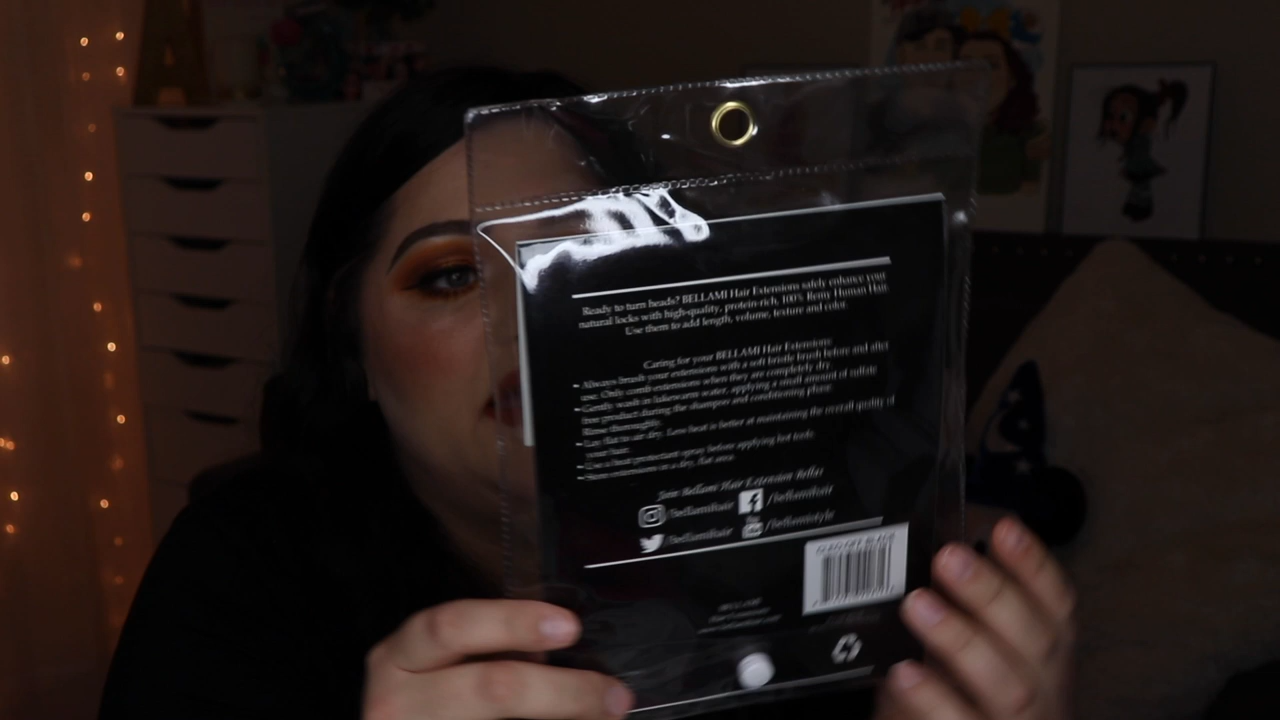 Ready to turn heads? BELLAMI Hair Extensions safely enhance your
natural locks with high-quality, protein-rich, 100% Remy Human Hair.
Use them to add length, volume, texture and color.
Caring for your BELLAMI Hair Extensions
- Always brush your extensions with a soft bristle brush before and after
use. Only comb extensions when they are completely dry.
- Gently wash in lukewarm water, applying a small amount of sulfate
free product during the shampoo and conditioning phase.
Rinse thoroughly.
- Lay flat to air dry. Less heat is better at maintaining the overall quality of
your hair.
- Use a heat protectant spray before applying hot tools
- Store extensions in a dry, flat area.
Join Bellami Hair Extension Bellas
/bellamihair /bellamihair
/bellamihair /bellamistyle
BELLAMI